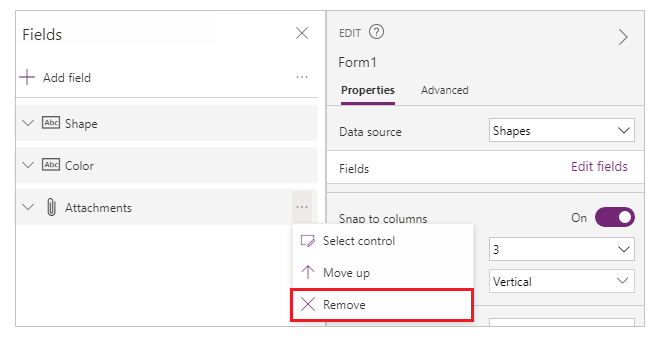 Fields
Add field
Abc Shape
Abc Color
Attachments
Select control
Move up
Remove
EDIT ?
Form1
Properties Advanced
Data source Shapes
Fields Edit fields
Snap to columns On
3
Vertical